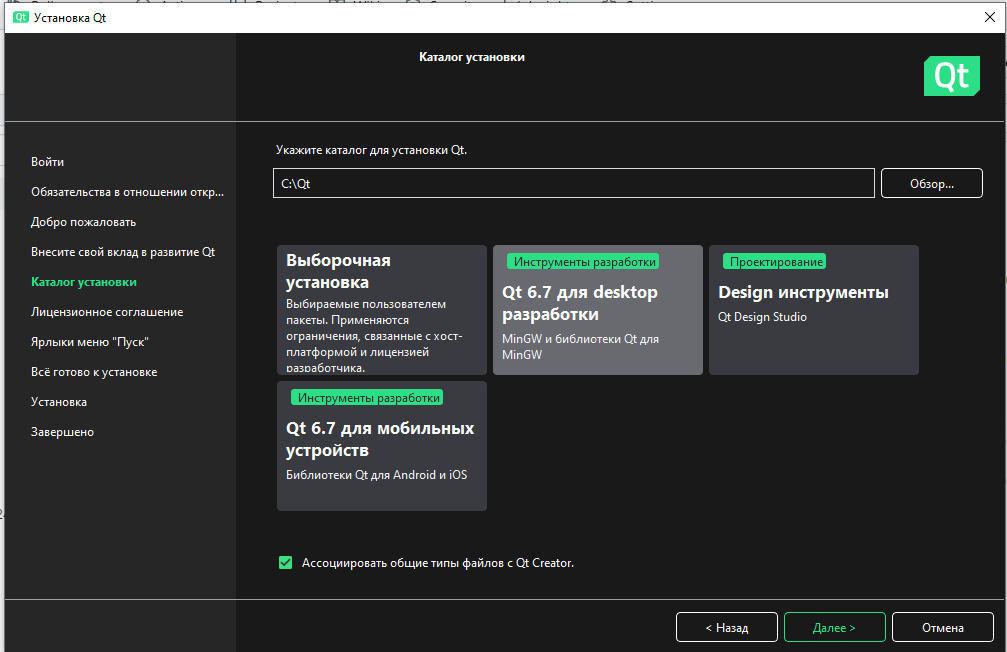 Установка Qt
Каталог установки
Qt
Укажите каталог для установки Qt.
C:\Qt
Обзор...
Войти
Обязательства в отношении откр...
Добро пожаловать
Внесите свой вклад в развитие Qt
Каталог установки
Лицензионное соглашение
Ярлыки меню "Пуск"
Всё готово к установке
Установка
Завершено
Выборочная
установка
Выбираемые пользователем
пакеты. Применяются
ограничения, связанные с хост-
платформой и лицензией
разработчика.
Инструменты разработки
Qt 6.7 для desktop
разработки
MinGW и библиотеки Qt для
MinGW
Проектирование
Design инструменты
Qt Design Studio
Инструменты разработки
Qt 6.7 для мобильных
устройств
Библиотеки Qt для Android и iOS
Ассоциировать общие типы файлов с Qt Creator.
< Назад
Далее >
Отмена